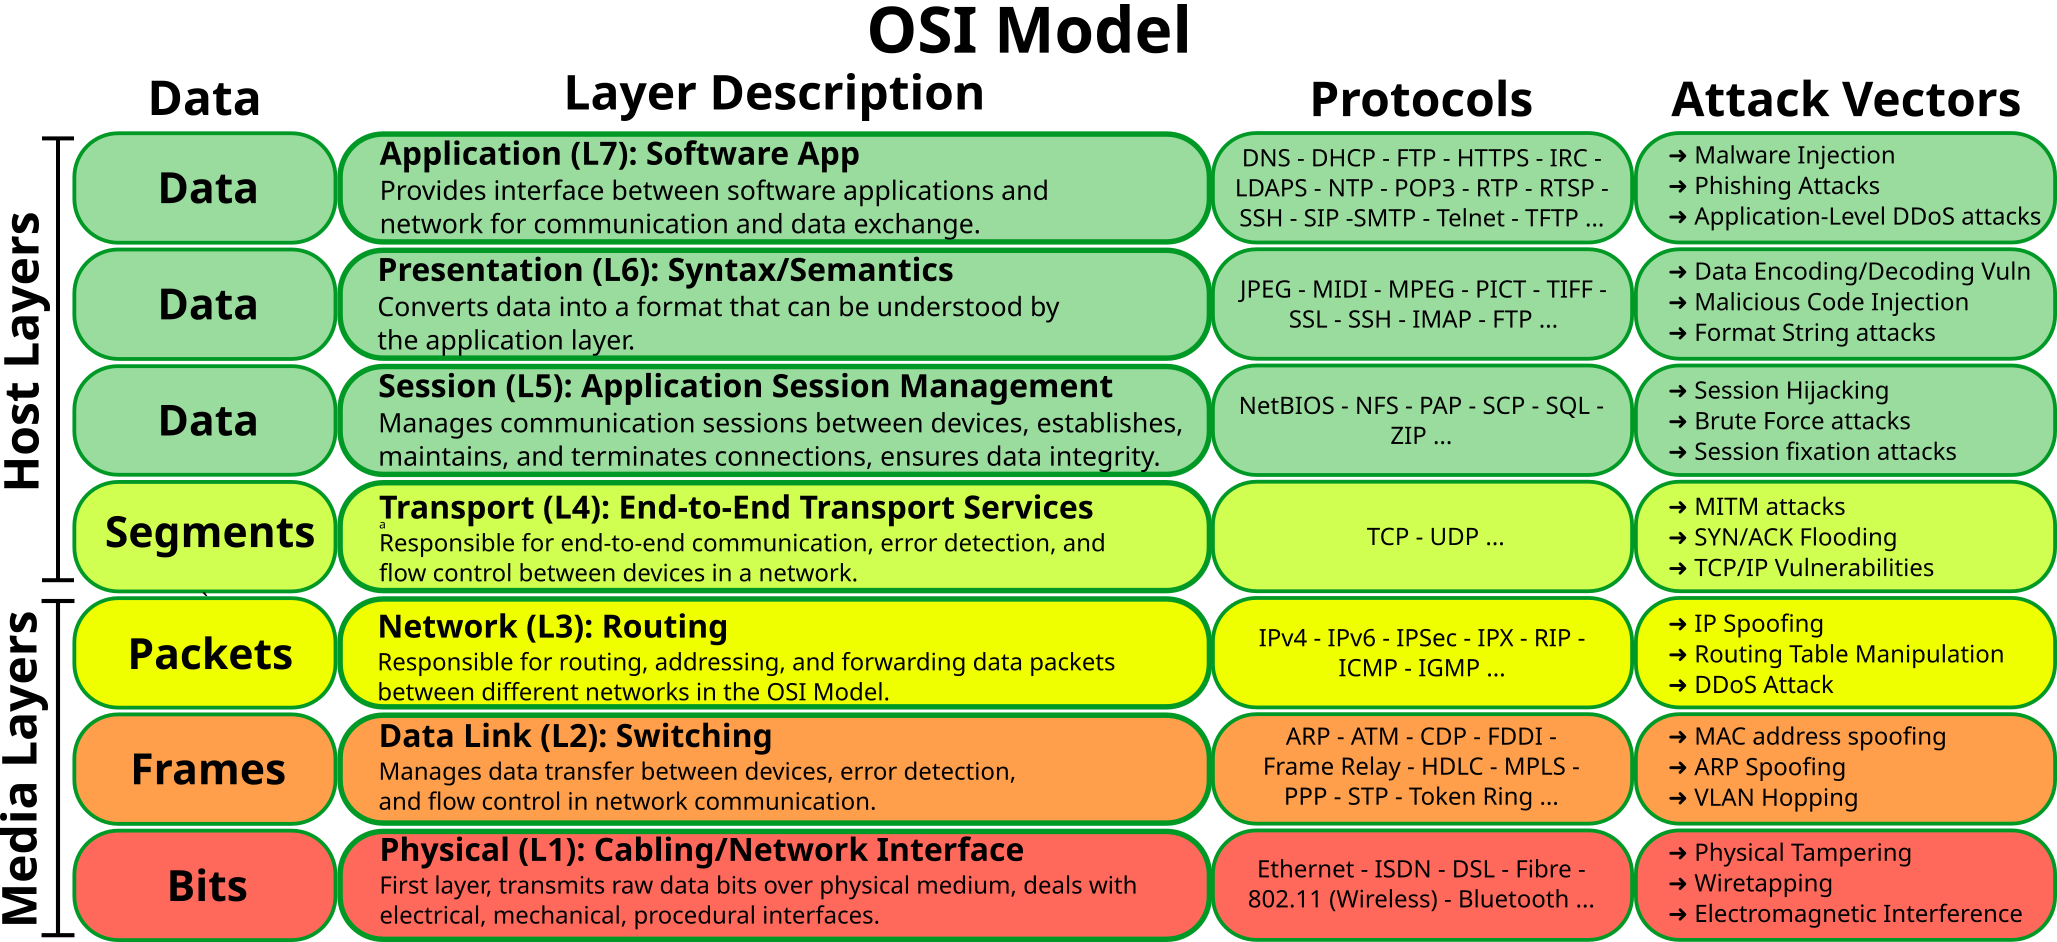 OSI Model
Data
Layer Description
Protocols
Attack Vectors
Host Layers
Data
Application (L7): Software App
Provides interface between software applications and
network for communication and data exchange.
DNS - DHCP - FTP - HTTPS - IRC -
LDAPS - NTP - POP3 - RTP - RTSP -
SSH - SIP -SMTP - Telnet - TFTP ...
➜ Malware Injection
➜ Phishing Attacks
➜ Application-Level DDoS attacks
Data
Presentation (L6): Syntax/Semantics
Converts data into a format that can be understood by
the application layer.
JPEG - MIDI - MPEG - PICT - TIFF -
SSL - SSH - IMAP - FTP ...
➜ Data Encoding/Decoding Vuln
➜ Malicious Code Injection
➜ Format String attacks
Data
Session (L5): Application Session Management
Manages communication sessions between devices, establishes,
maintains, and terminates connections, ensures data integrity.
NetBIOS - NFS - PAP - SCP - SQL -
ZIP ...
➜ Session Hijacking
➜ Brute Force attacks
➜ Session fixation attacks
Segments
Transport (L4): End-to-End Transport Services
a
Responsible for end-to-end communication, error detection, and
flow control between devices in a network.
TCP - UDP ...
➜ MITM attacks
➜ SYN/ACK Flooding
➜ TCP/IP Vulnerabilities
Media Layers
Packets
Network (L3): Routing
Responsible for routing, addressing, and forwarding data packets
between different networks in the OSI Model.
IPv4 - IPv6 - IPSec - IPX - RIP -
ICMP - IGMP ...
➜ IP Spoofing
➜ Routing Table Manipulation
➜ DDoS Attack
Frames
Data Link (L2): Switching
Manages data transfer between devices, error detection,
and flow control in network communication.
ARP - ATM - CDP - FDDI -
Frame Relay - HDLC - MPLS -
PPP - STP - Token Ring ...
➜ MAC address spoofing
➜ ARP Spoofing
➜ VLAN Hopping
Bits
Physical (L1): Cabling/Network Interface
First layer, transmits raw data bits over physical medium, deals with
electrical, mechanical, procedural interfaces.
Ethernet - ISDN - DSL - Fibre -
802.11 (Wireless) - Bluetooth ...
➜ Physical Tampering
➜ Wiretapping
➜ Electromagnetic Interference